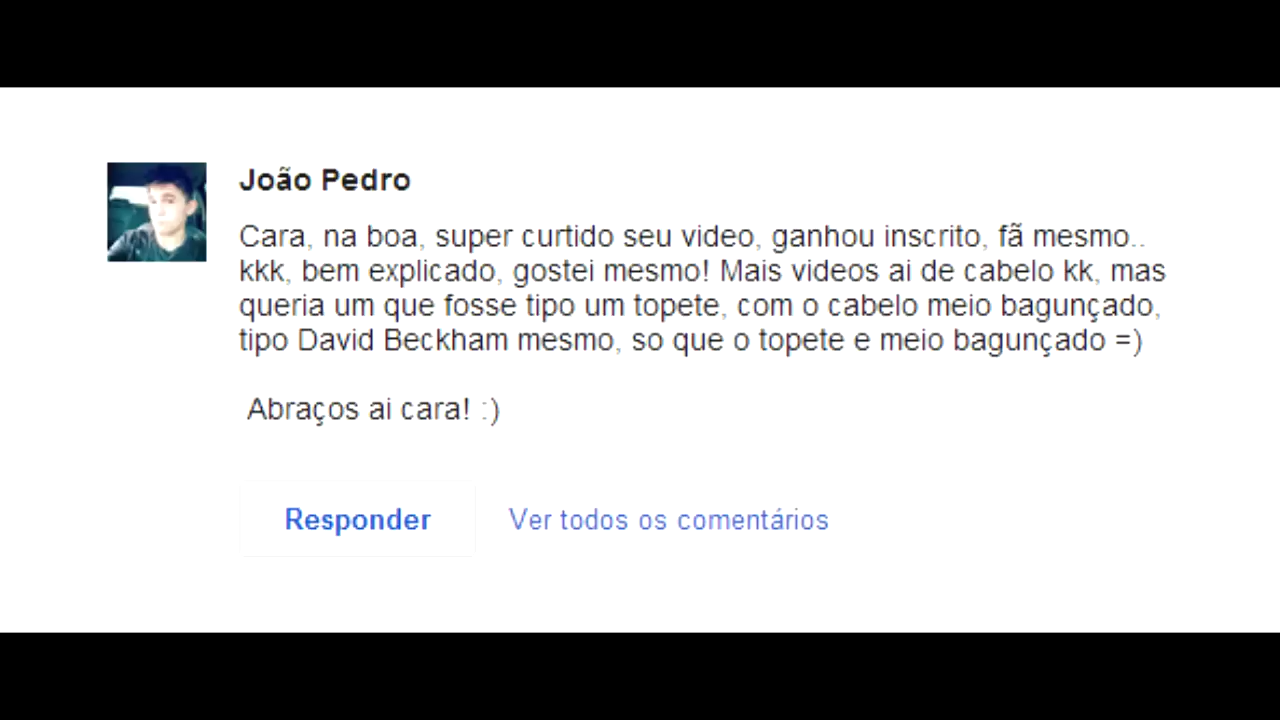 João Pedro
Cara, na boa, super curtido seu video, ganhou inscrito, fã mesmo..
kkk, bem explicado, gostei mesmo! Mais videos ai de cabelo kk, mas
queria um que fosse tipo um topete, com o cabelo meio bagunçado,
tipo David Beckham mesmo, so que o topete e meio bagunçado =)
Abraços ai cara! :)
Responder Ver todos os comentários